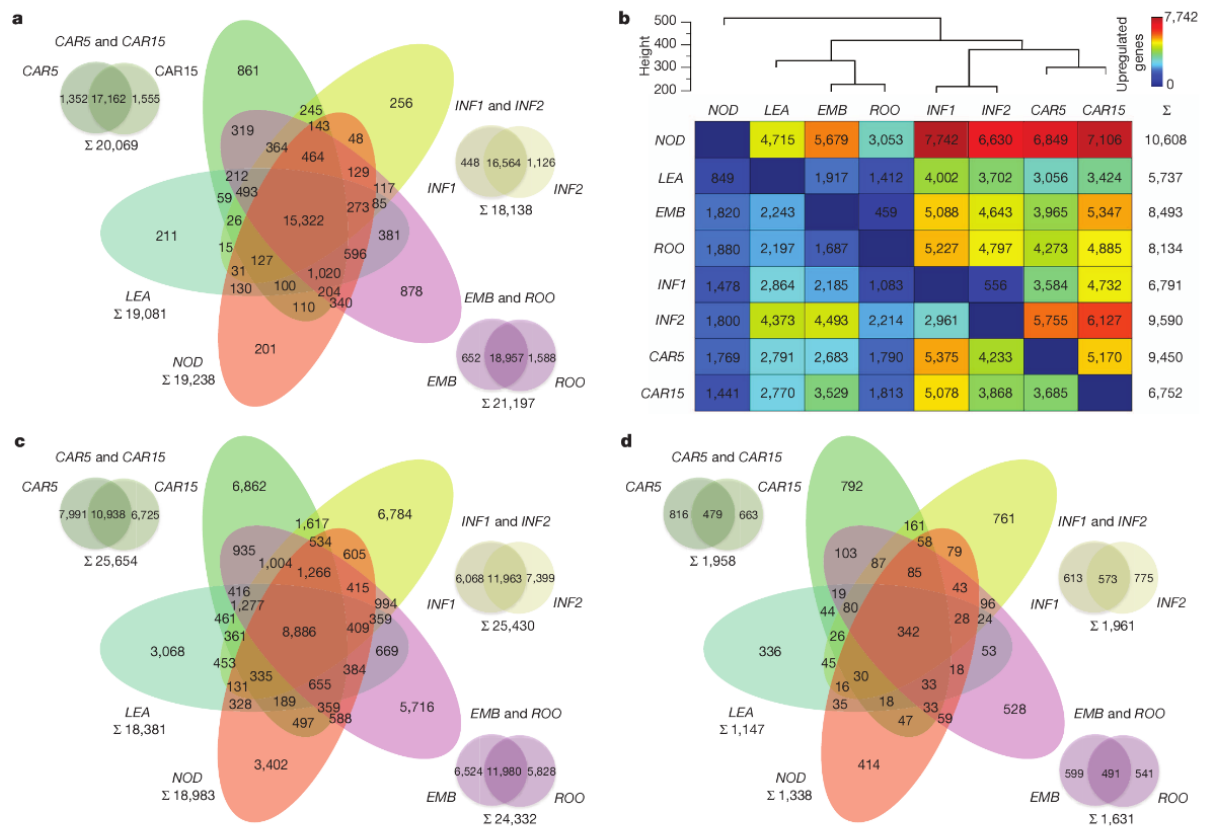 a
CAR5 and CAR15
CAR5
CAR15
1,352 17,162 1,555
Σ 20,069
861
256
245
143
48
INF1 and INF2
448 16,564 1,126
INF1
INF2
Σ 18,138
319
364
464
129
117
85
212
493
59
273
26
15,322
381
211
15
596
127
1,020
31
130
100
204
340
878
110
LEA
Σ 19,081
201
NOD
Σ 19,238
EMB and ROO
652 18,957 1,588
EMB
ROO
Σ 21,197
b
Height
500
400
300
200
Upregulated
genes
7,742
0
NOD LEA EMB ROO INF1 INF2 CAR5 CAR15 Σ
NOD 4,715 5,679 3,053 7,742 6,630 6,849 7,106 10,608
LEA 849 1,917 1,412 4,002 3,702 3,056 3,424 5,737
EMB 1,820 2,243 459 5,088 4,643 3,965 5,347 8,493
ROO 1,880 2,197 1,687 5,227 4,797 4,273 4,885 8,134
INF1 1,478 2,864 2,185 1,083 556 3,584 4,732 6,791
INF2 1,800 4,373 4,493 2,214 2,961 5,755 6,127 9,590
CAR5 1,769 2,791 2,683 1,790 5,375 4,233 5,170 9,450
CAR15 1,441 2,770 3,529 1,813 5,078 3,868 3,685 6,752
c
CAR5 and CAR15
CAR5
CAR15
7,991 10,938 6,725
Σ 25,654
6,862
6,784
1,617
534
605
INF1 and INF2
6,068 11,963 7,399
INF1
INF2
Σ 25,430
935
1,004
1,266
415
994
359
416
1,277
461
409
361
8,886
669
3,068
453
384
335
655
131
328
189
359
588
5,716
497
LEA
Σ 18,381
3,402
NOD
Σ 18,983
EMB and ROO
6,524 11,980 5,828
EMB
ROO
Σ 24,332
d
CAR5 and CAR15
CAR5
CAR15
816 479 663
Σ 1,958
792
761
161
58
79
INF1 and INF2
613 573 775
INF1
INF2
Σ 1,961
103
87
85
43
96
24
19
80
44
28
26
342
53
336
45
18
30
33
16
35
18
33
59
528
47
LEA
Σ 1,147
414
NOD
Σ 1,338
EMB and ROO
599 491 541
EMB
ROO
Σ 1,631